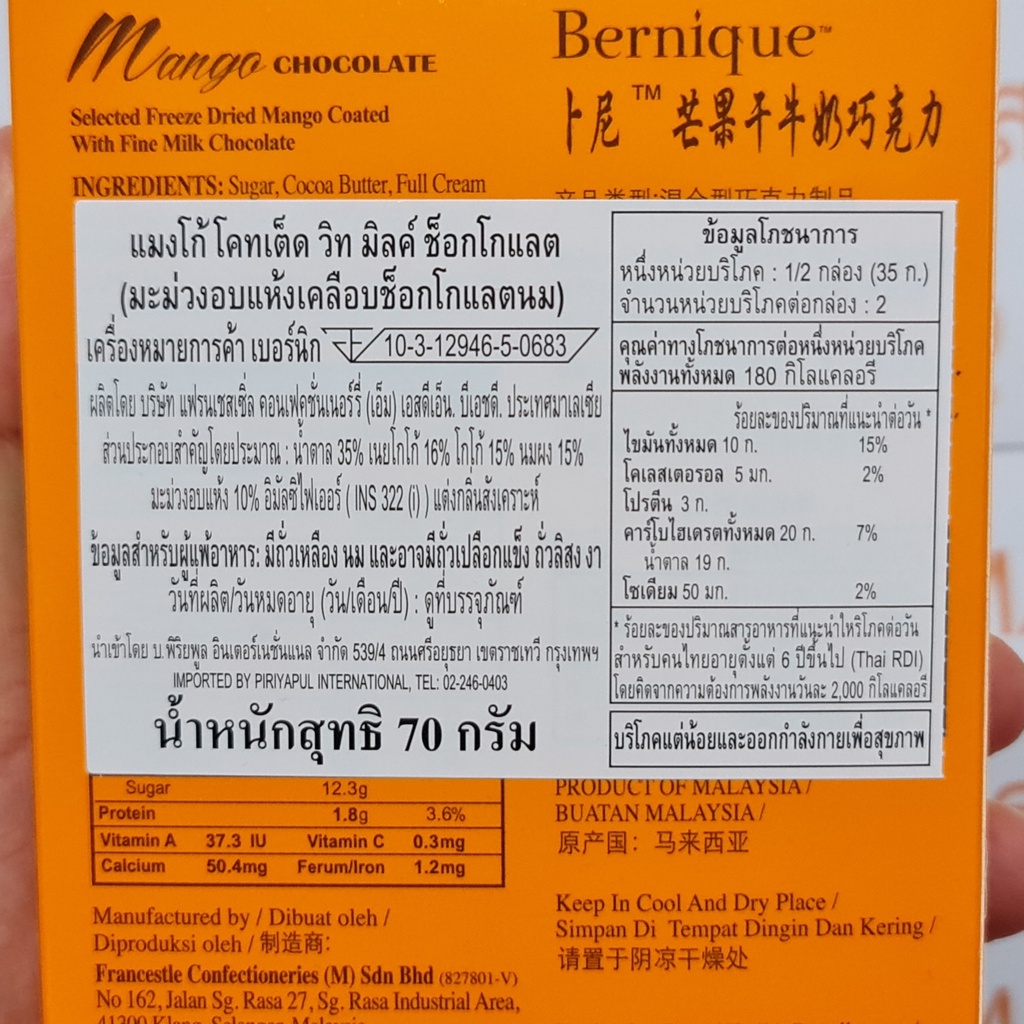 Mango CHOCOLATE
Selected Freeze Dried Mango Coated
With Fine Milk Chocolate
INGREDIENTS: Sugar, Cocoa Butter, Full Cream
Bernique™
卜尼™芒果干牛奶巧克力
产品类型:混合型巧克力制品
แมงโก้ โคทเต็ด วิท มิลค์ ช็อกโกแลต
(มะม่วงอบแห้งเคลือบช็อกโกแลตนม)
เครื่องหมายการค้า เบอร์นิก 10-3-12946-5-0683
ผลิตโดย บริษัท แฟรนเชสเซิ่ล คอนเฟคชั่นเนอร์รี่ (เอ็ม) เอสดีเอ็น. บีเอชดี. ประเทศมาเลเซีย
ส่วนประกอบสำคัญโดยประมาณ : น้ำตาล 35% เนยโกโก้ 16% โกโก้ 15% นมผง 15%
มะม่วงอบแห้ง 10% อิมัลซิไฟเออร์ ( INS 322 (i) ) แต่งกลิ่นสังเคราะห์
ข้อมูลสำหรับผู้แพ้อาหาร: มีถั่วเหลือง นม และอาจมีถั่วเปลือกแข็ง ถั่วลิสง งา
วันที่ผลิต/วันหมดอายุ (วัน/เดือน/ปี) : ดูที่บรรจุภัณฑ์
นำเข้าโดย บ.พิริยพูล อินเตอร์เนชั่นแนล จำกัด 539/4 ถนนศรีอยุธยา เขตราชเทวี กรุงเทพฯ
IMPORTED BY PIRIYAPUL INTERNATIONAL, TEL: 02-246-0403
น้ำหนักสุทธิ 70 กรัม
ข้อมูลโภชนาการ
หนึ่งหน่วยบริโภค : 1/2 กล่อง (35 ก.)
จำนวนหน่วยบริโภคต่อกล่อง : 2
คุณค่าทางโภชนาการต่อหนึ่งหน่วยบริโภค
พลังงานทั้งหมด 180 กิโลแคลอรี
ร้อยละของปริมาณที่แนะนำต่อวัน *
ไขมันทั้งหมด 10 ก. 15%
โคเลสเตอรอล 5 มก. 2%
โปรตีน 3 ก.
คาร์โบไฮเดรตทั้งหมด 20 ก. 7%
น้ำตาล 19 ก.
โซเดียม 50 มก. 2%
* ร้อยละของปริมาณสารอาหารที่แนะนำให้ริโภคต่อวัน
สำหรับคนไทยอายุตั้งแต่ 6 ปีขึ้นไป (Thai RDI)
โดยคิดจากความต้องการพลังงานวันละ 2,000 กิโลแคลอรี
บริโภคแต่น้อยและออกกำลังกายเพื่อสุขภาพ
Sugar 12.3g
Protein 1.8g 3.6%
Vitamin A 37.3 IU Vitamin C 0.3mg
Calcium 50.4mg Ferum/Iron 1.2mg
Manufactured by / Dibuat oleh /
Diproduksi oleh / 制造商:
Francestle Confectioneries (M) Sdn Bhd (827801-V)
No 162, Jalan Sg. Rasa 27, Sg. Rasa Industrial Area,
41300 Klang, Selangor, Malaysia
PRODUCT OF MALAYSIA /
BUATAN MALAYSIA /
原产国: 马来西亚
Keep In Cool And Dry Place /
Simpan Di Tempat Dingin Dan Kering /
请置于阴凉干燥处